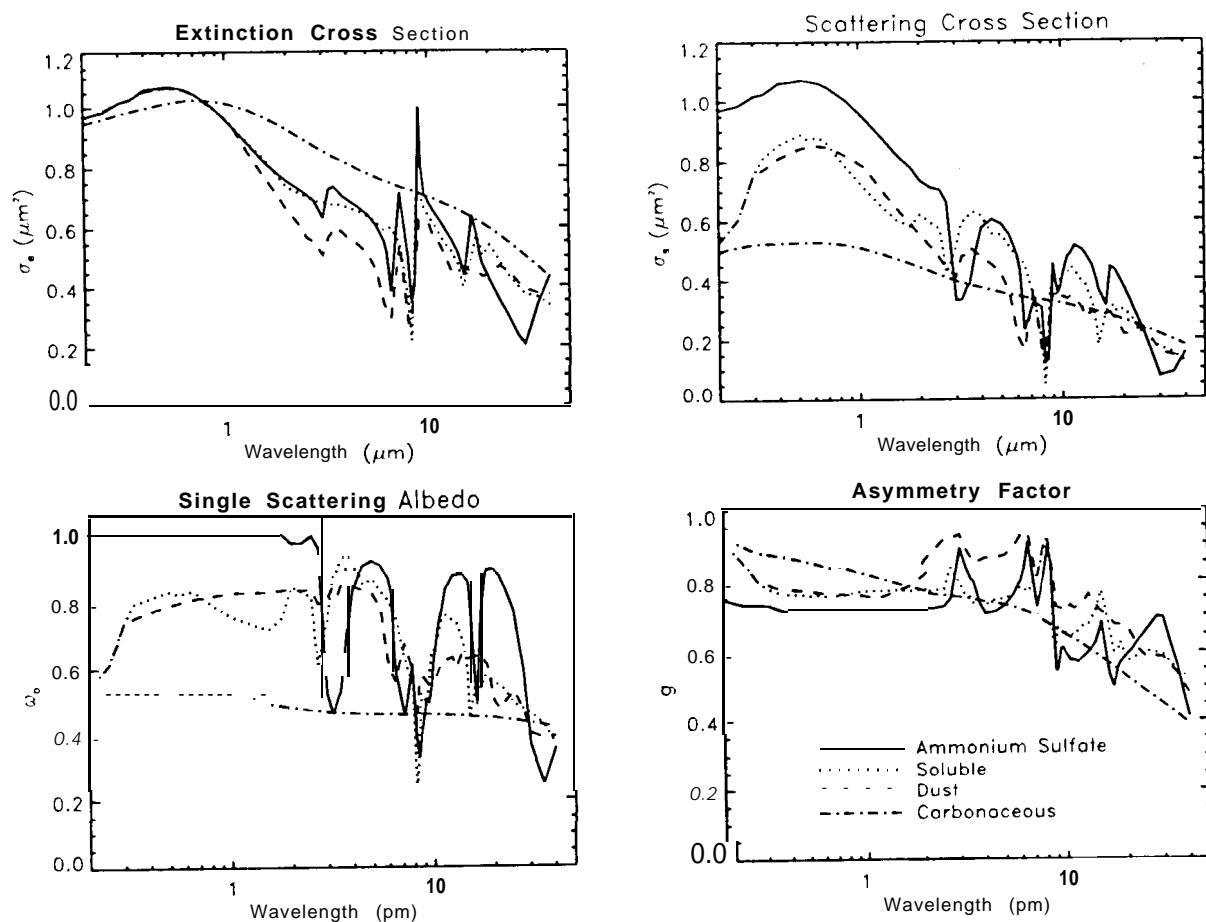 Extinction Cross Section
1.2
1.0
0.8
0.6
0.4
0.2
0.0
σe (μm²)
1
10
Wavelength (μm)
Scattering Cross Section
1.2
1.0
0.8
0.6
0.4
0.2
0.0
σs (μm²)
1
10
Wavelength (μm)
Single Scattering Albedo
1.0
0.8
0.6
0.4
0.2
0.0
ω₀
1
10
Wavelength (pm)
Asymmetry Factor
1.0
0.8
0.6
0.4
0.2
0.0
g
Ammonium Sulfate
Soluble
Dust
Carbonaceous
1
10
Wavelength (pm)